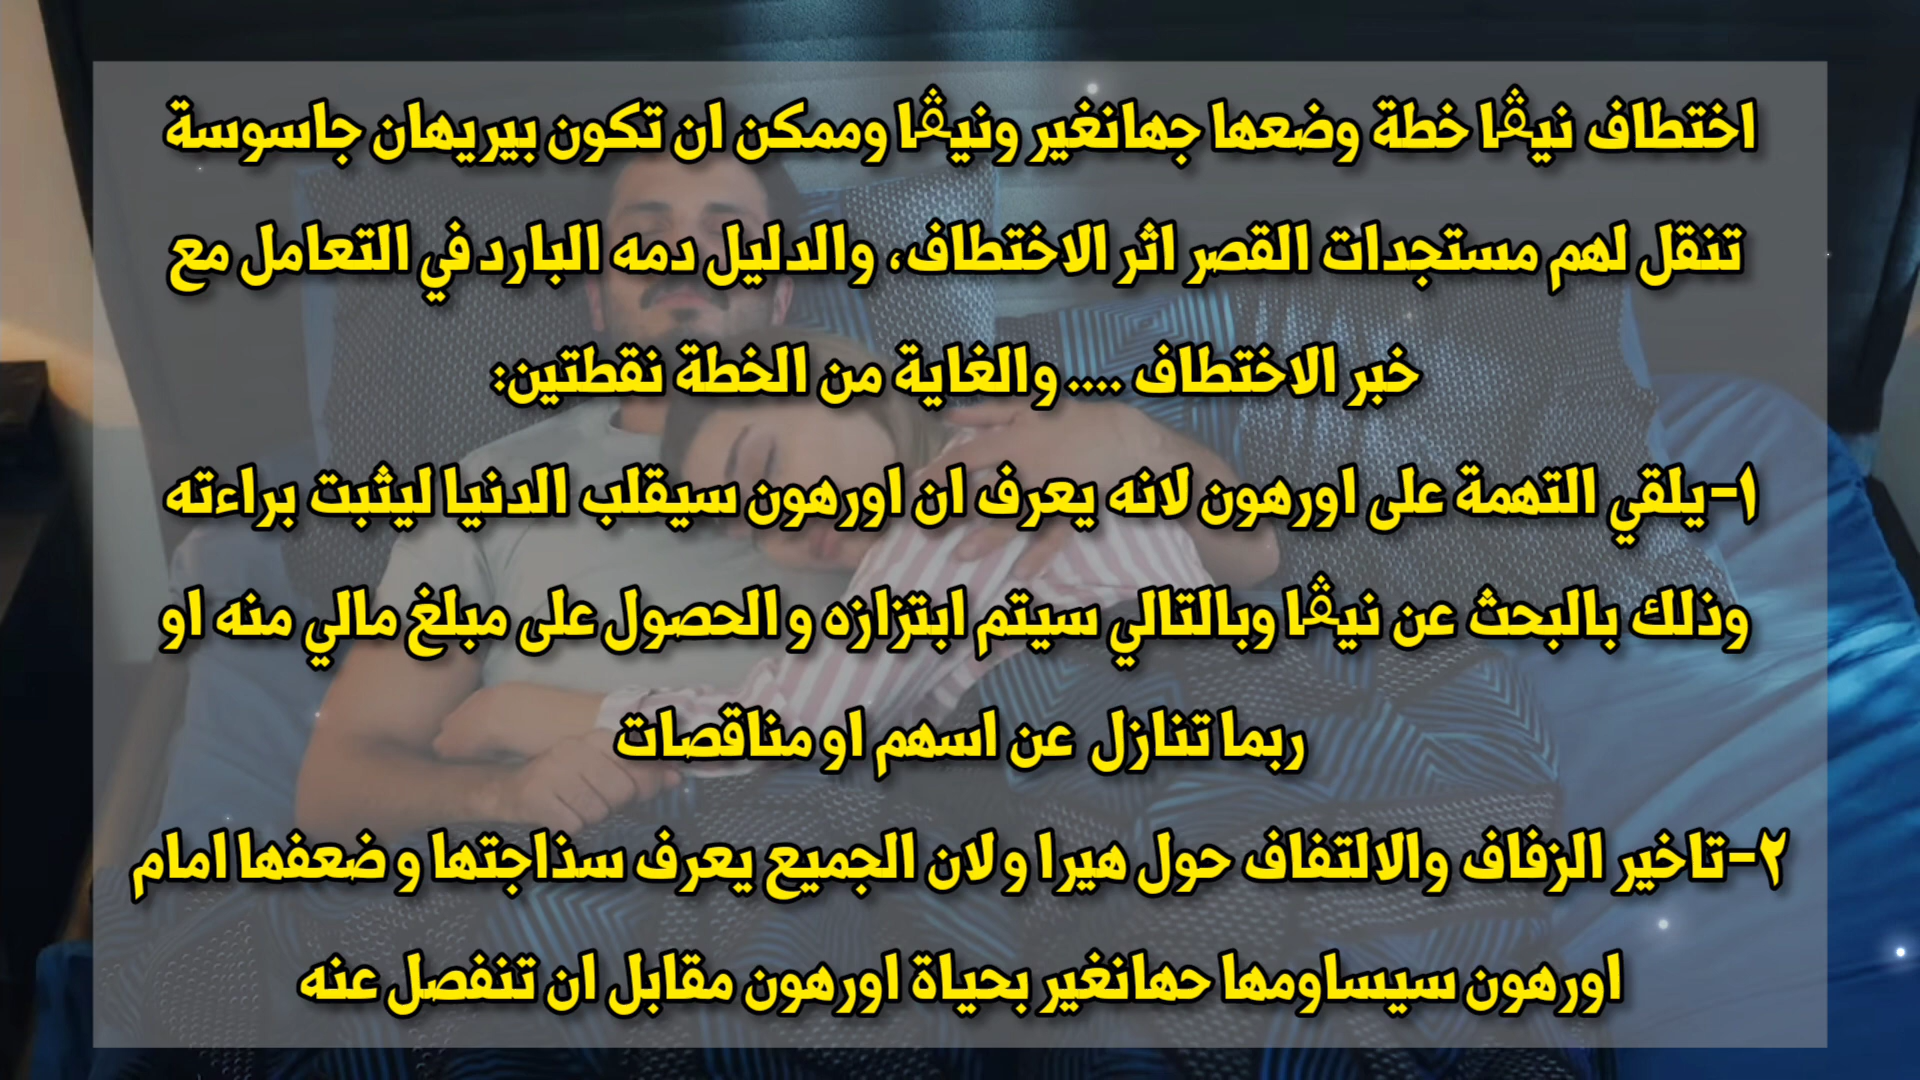 اختطاف نيڤا خطة وضعها جهانغير ونيڤا وممكن ان تكون بيريهان جاسوسة
تنقل لهم مستجدات القصر اثر الاختطاف، والدليل دمه البارد في التعامل مع
خبر الاختطاف .... والغاية من الخطة نقطتين:
١-يلقي التهمة على اورهون لانه يعرف ان اورهون سيقلب الدنيا ليثبت براءته
وذلك بالبحث عن نيڤا وبالتالي سيتم ابتزازه و الحصول على مبلغ مالي منه او
ربما تنازل عن اسهم او مناقصات
٢-تاخير الزفاف والالتفاف حول هيرا و لان الجميع يعرف سذاجتها و ضعفها امام
اورهون سيساومها حهانغير بحياة اورهون مقابل ان تنفصل عنه